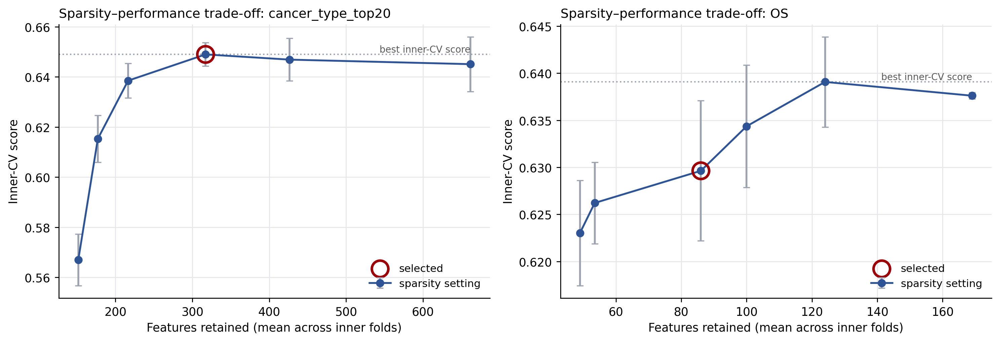 Sparsity–performance trade-off: cancer_type_top20
Inner-CV score
0.66
0.64
0.62
0.60
0.58
0.56
best inner-CV score
selected
sparsity setting
200 300 400 500 600
Features retained (mean across inner folds)
Sparsity–performance trade-off: OS
Inner-CV score
0.645
0.640
0.635
0.630
0.625
0.620
best inner-CV score
selected
sparsity setting
60 80 100 120 140 160
Features retained (mean across inner folds)